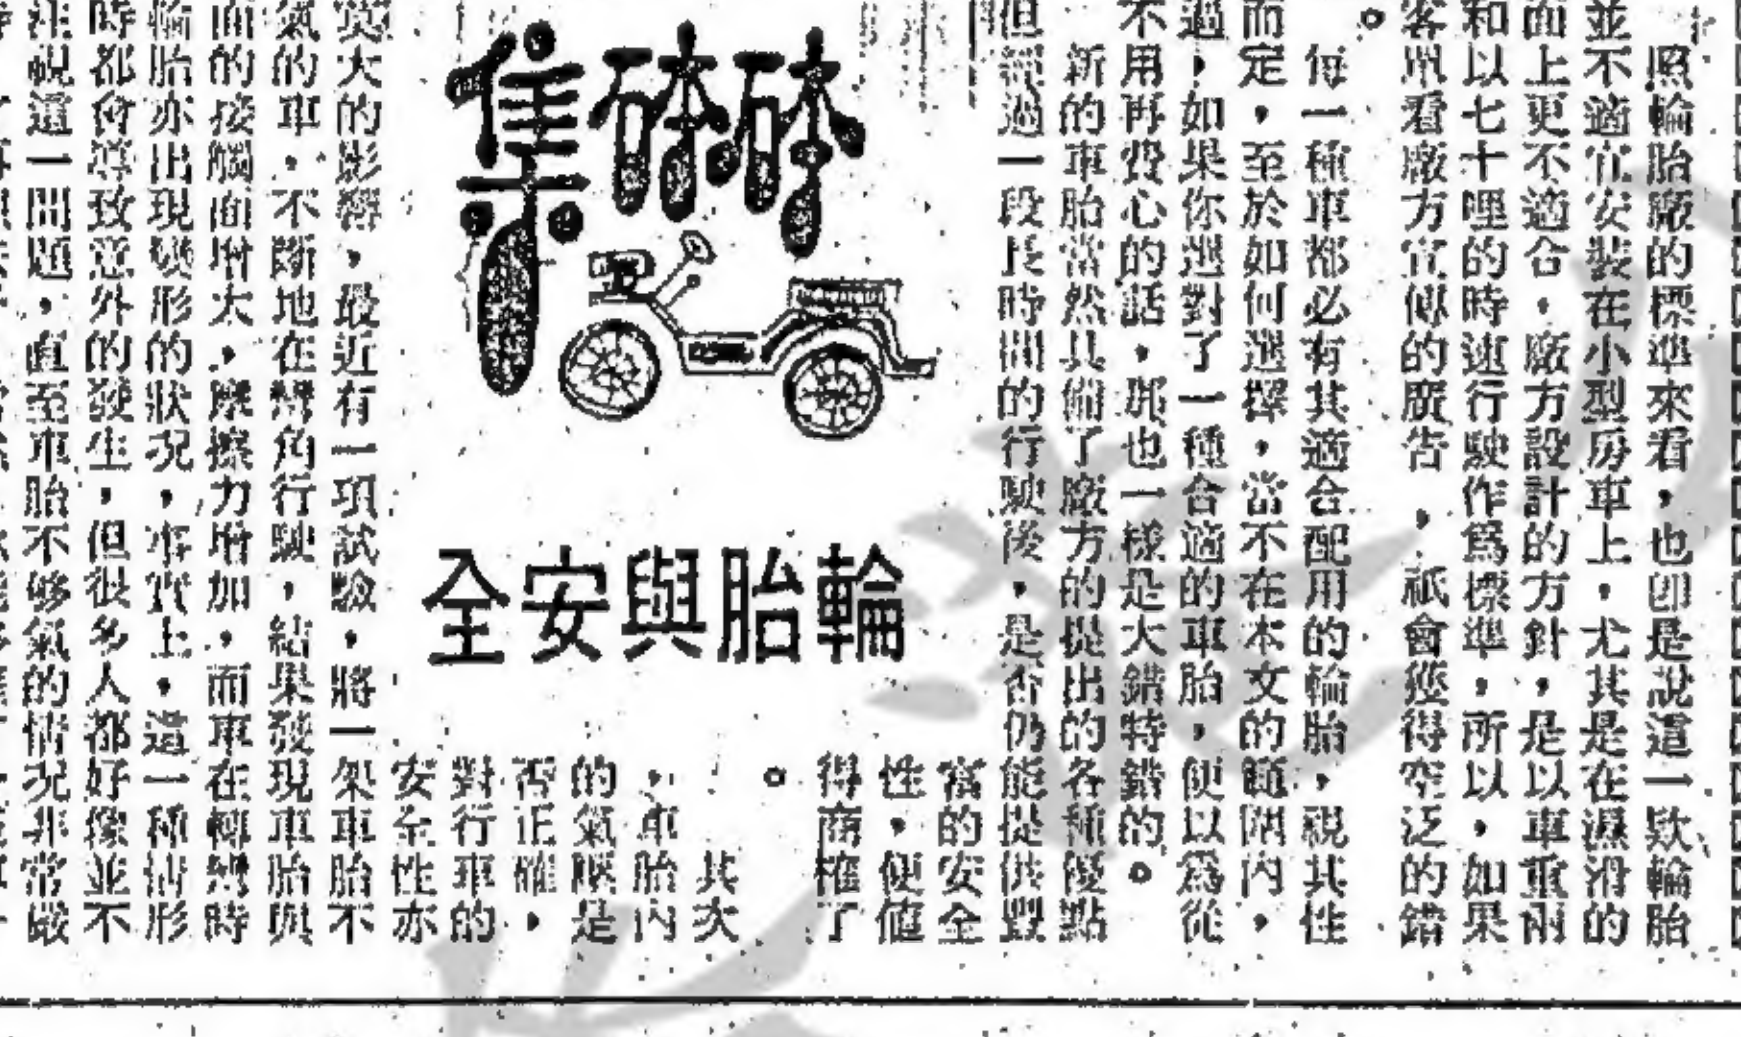 照輪胎廠的標準來看，也卽是說這一欵輪胎
並不適宜安裝在小型房車上，尤其是在濕滑的
面上更不適合，廠方設計的方針，是以車重兩
和以七十哩的時速行駛作爲標準，所以，如果
客單看廠方宣傳的廣告，祇會獲得空泛的錯
。
每一種車都必有其適合配用的輪胎，視其性
而定，至於如何選擇，當不在本文的範圍內，
過，如果你選對了一種合適的車胎，便以爲從
不用再費心的話，那也一樣是大錯特錯的。
新的車胎當然具備了廠方的提出的各種優點
但經過一段長時間的行駛後，是否仍能提供豐
富的安全
性，便值
得商榷了
。
其次
，車胎內
的氣壓是
否正確，
對行車的
安全性亦
砵砵集
輪胎與安全
莫大的影響，最近有一項試驗，將一架車胎不
氣的車，不斷地在彎角行駛，結果發現車胎與
面的接觸面增大，摩擦力增加，而車在轉彎時
輪胎亦出現變形的狀況，事實上，這一種情形
時都會導致意外的發生，但很多人都好像並不
注視這一問題，直至車胎不够氣的情况非常嚴